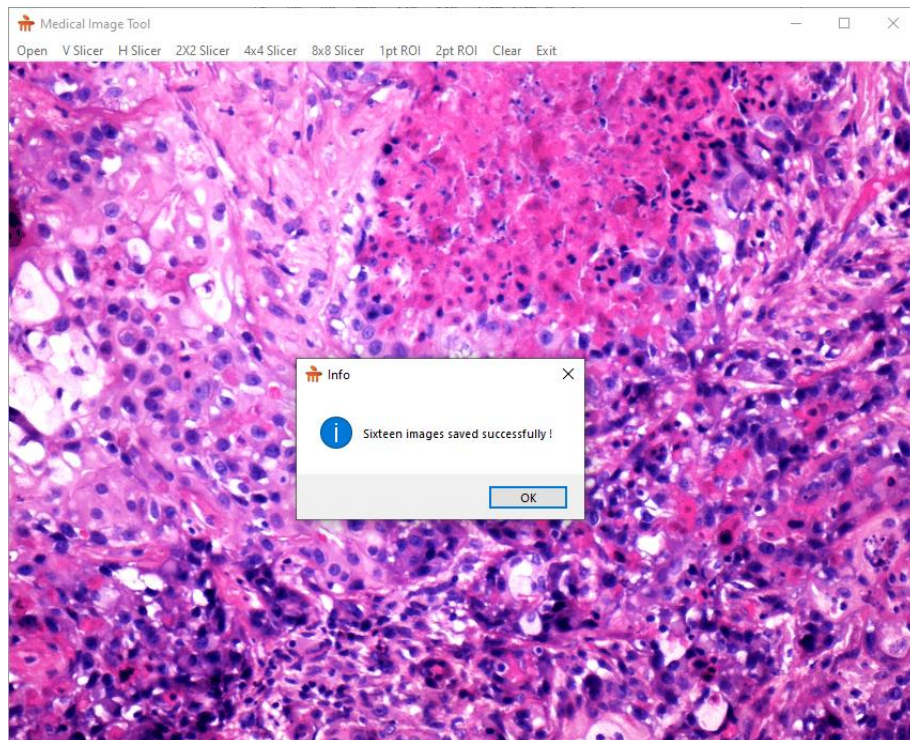 Medical Image Tool
Open V Slicer H Slicer 2X2 Slicer 4x4 Slicer 8x8 Slicer 1pt ROI 2pt ROI Clear Exit
Info
Sixteen images saved successfully !
OK